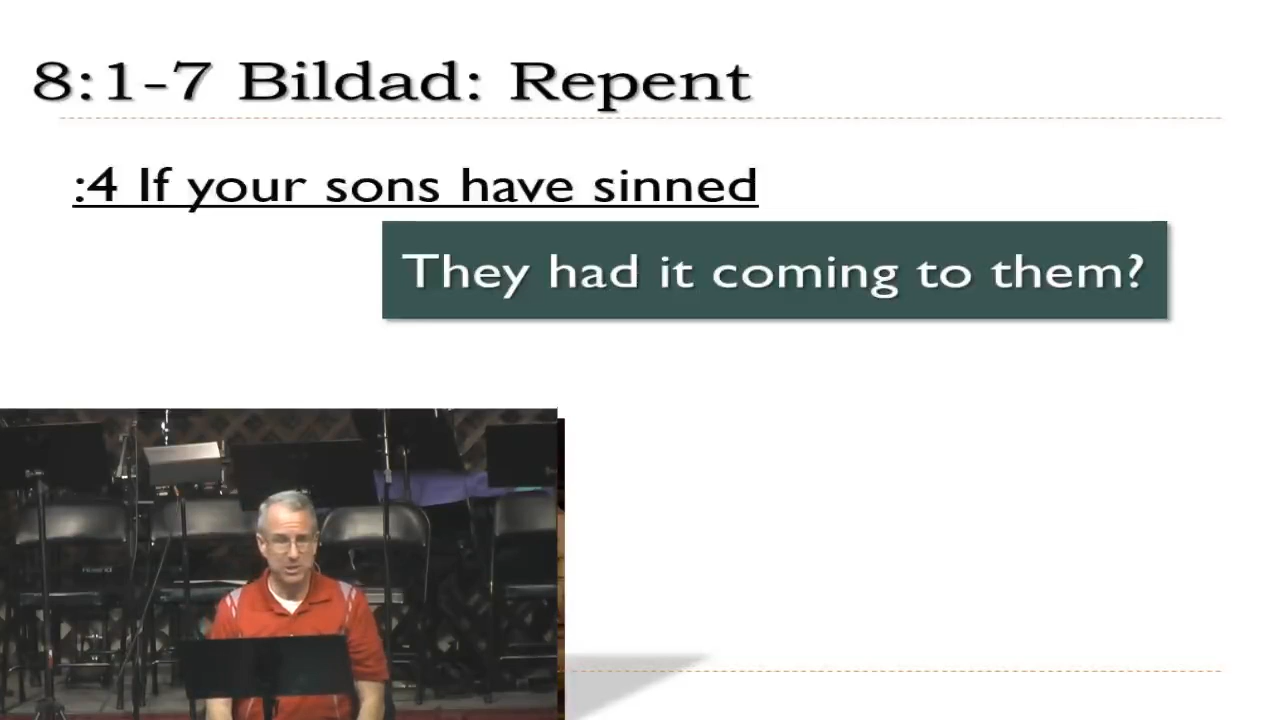 8:1-7 Bildad: Repent
:4 If your sons have sinned
They had it coming to them?